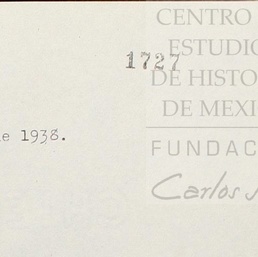 CENTRO
ESTUDIO
1727
DE HISTO
DE MEXI
e 1938.
FUNDAC
Carlos